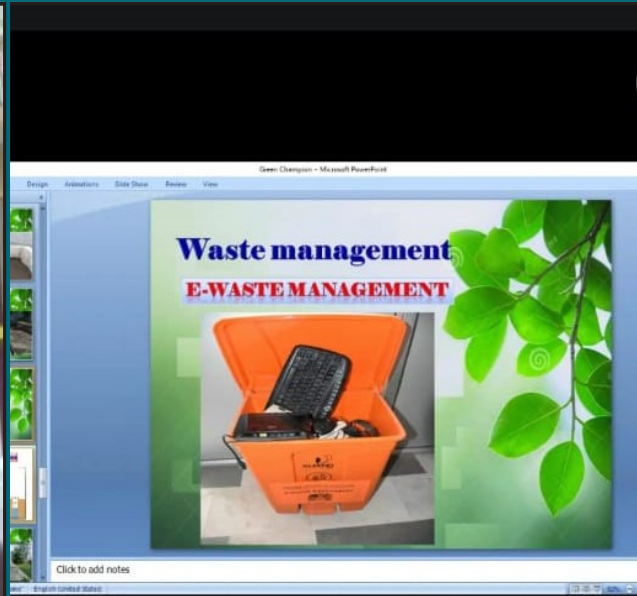 Green Champion - Microsoft PowerPoint
Design Animations Slide Show Review View
Waste management
E-WASTE MANAGEMENT
Click to add notes
English (United States)